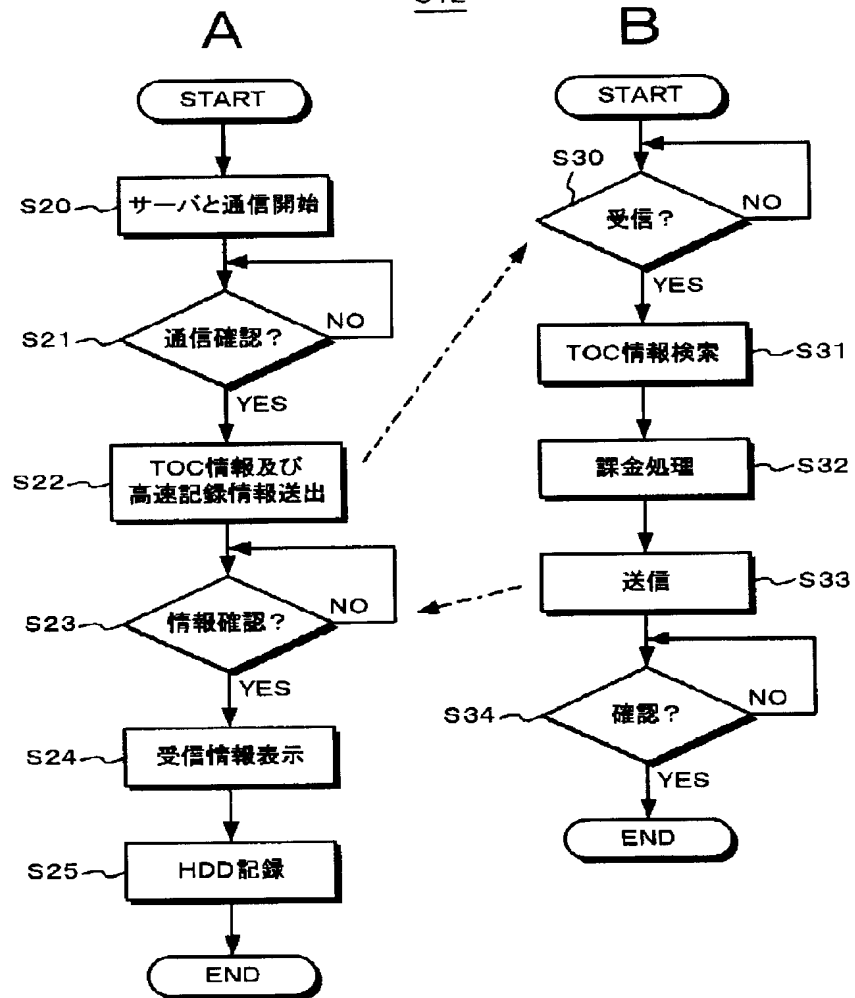 A
START
S20
サーバと通信開始
S21
通信確認?
NO
YES
S22
TOC情報及び
高速記録情報送出
S23
情報確認?
NO
YES
S24
受信情報表示
S25
HDD記録
END
B
START
S30
受信?
NO
YES
TOC情報検索
S31
課金処理
S32
送信
S33
S34
確認?
NO
YES
END